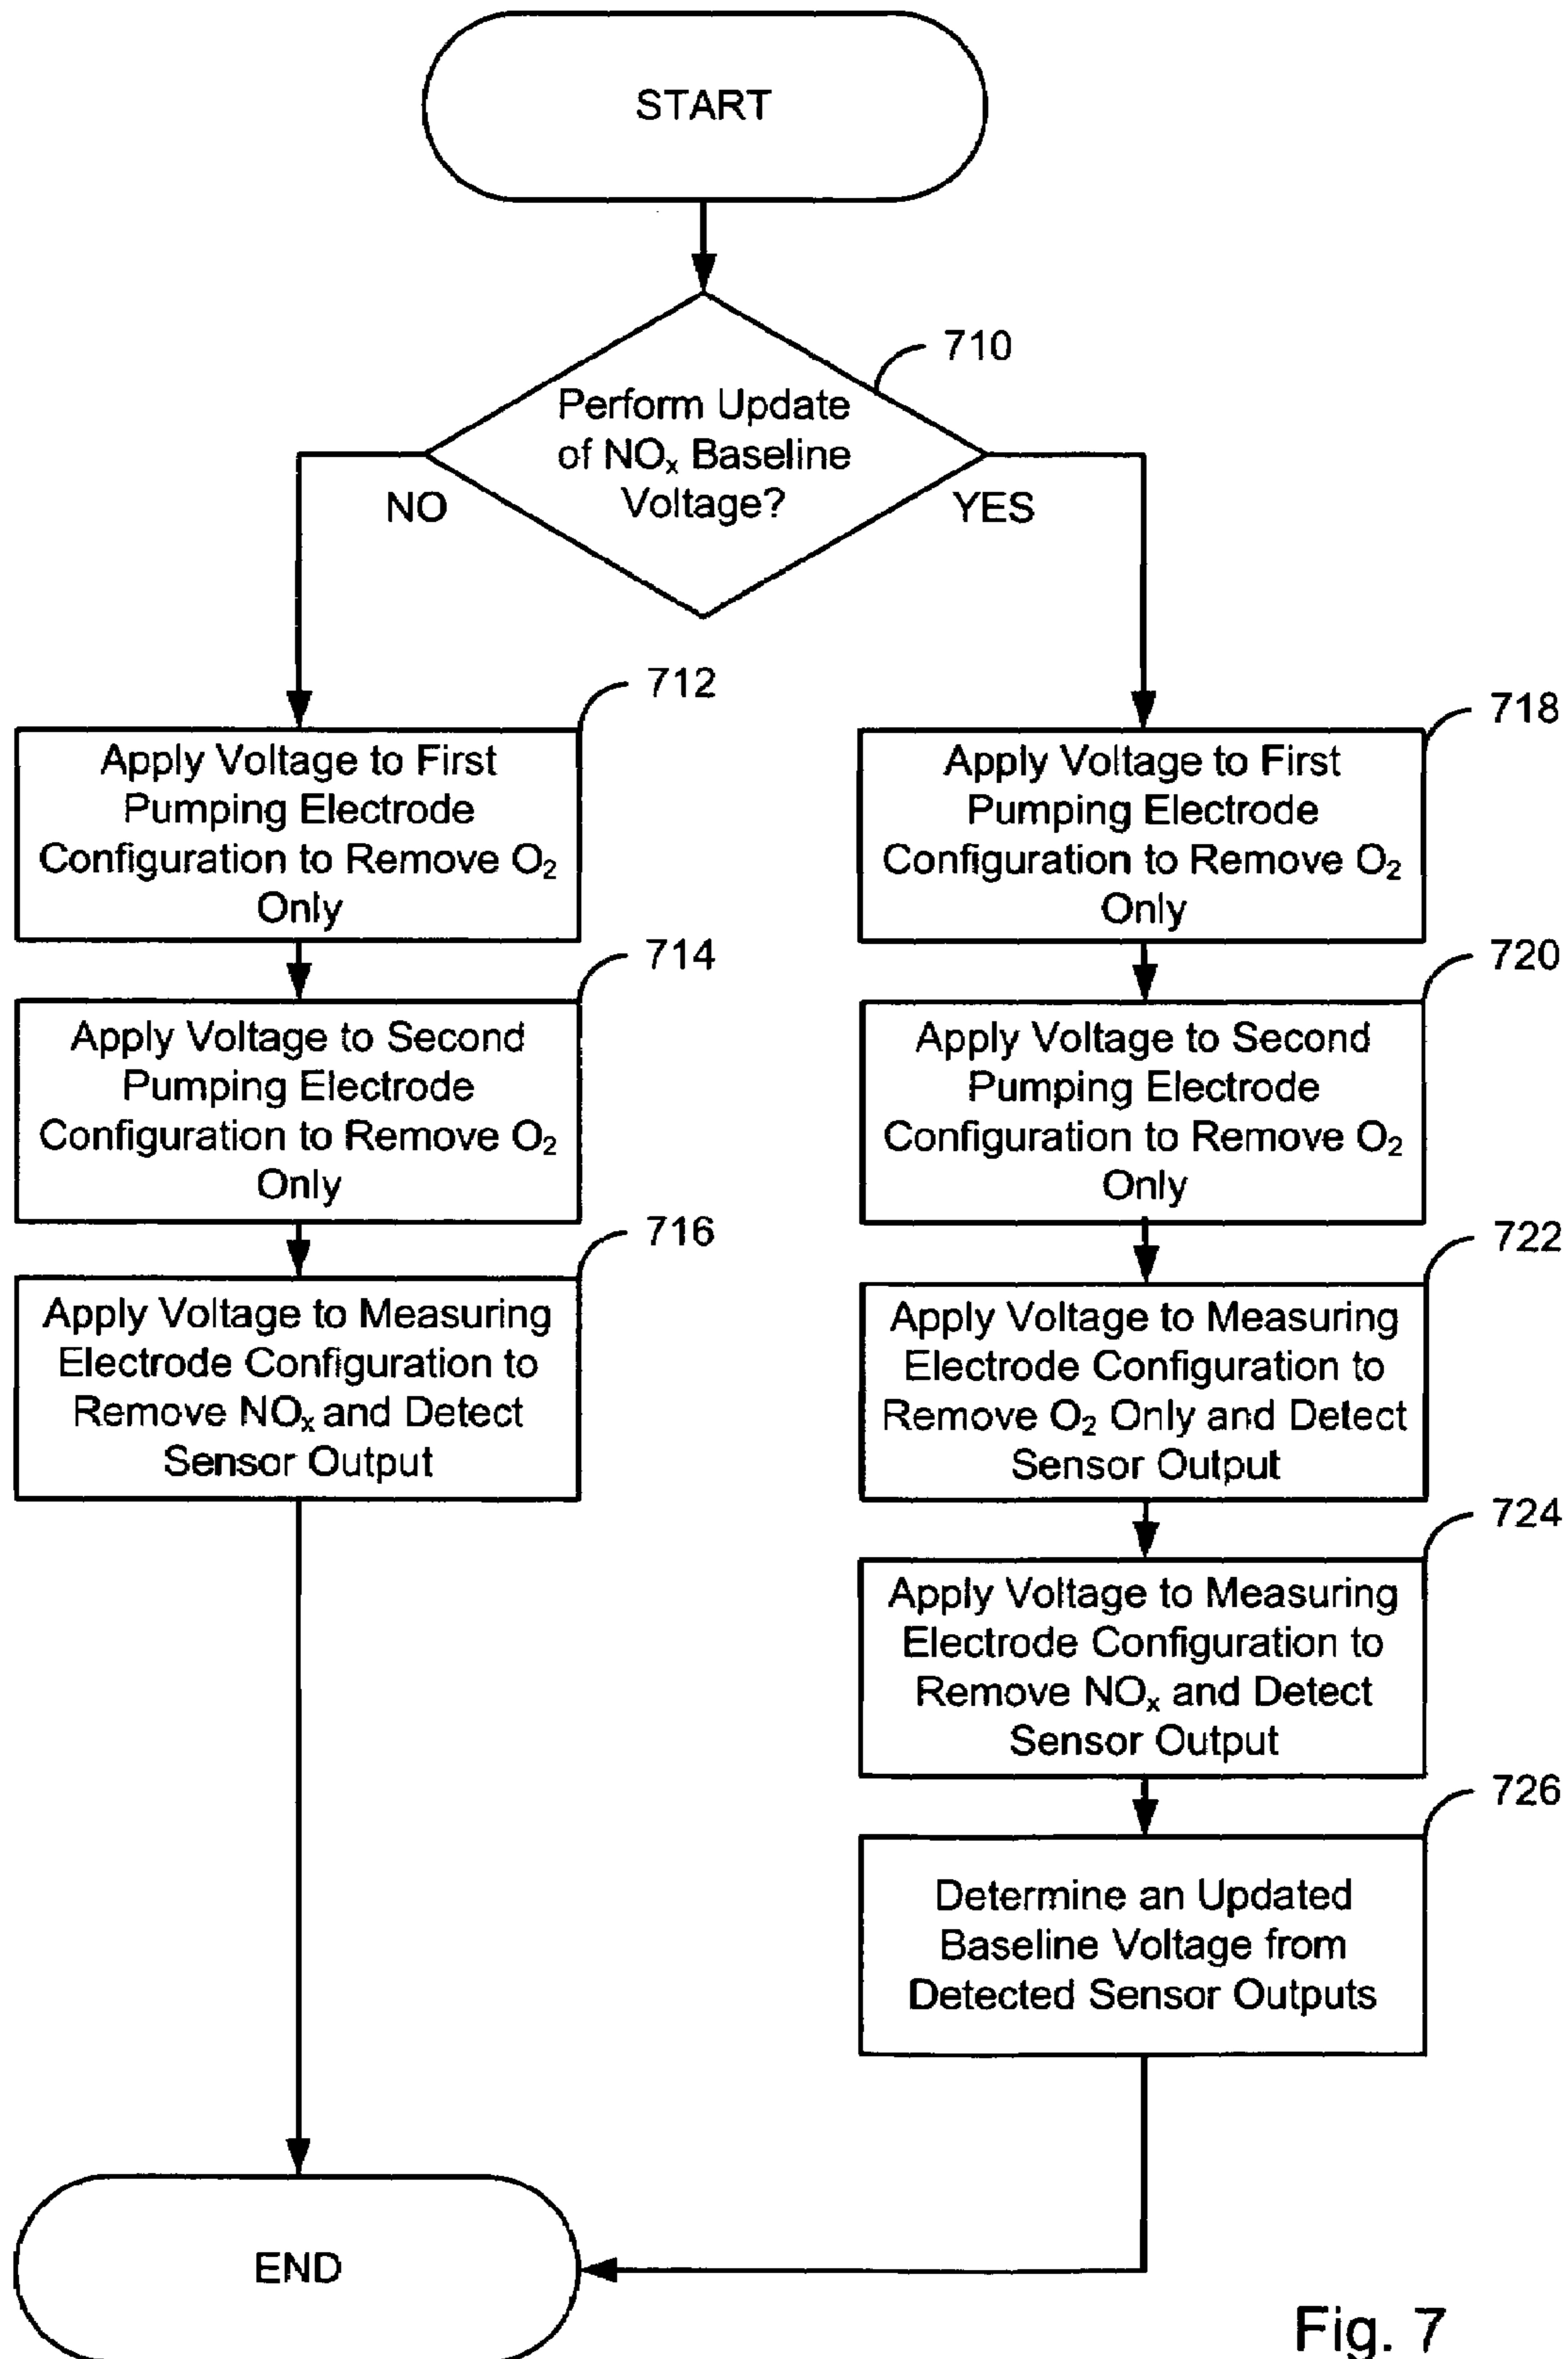 START
710
Perform Update
of NOₓ Baseline
Voltage?
NO
YES
712
Apply Voltage to First
Pumping Electrode
Configuration to Remove O₂
Only
714
Apply Voltage to Second
Pumping Electrode
Configuration to Remove O₂
Only
716
Apply Voltage to Measuring
Electrode Configuration to
Remove NOₓ and Detect
Sensor Output
718
Apply Voltage to First
Pumping Electrode
Configuration to Remove O₂
Only
720
Apply Voltage to Second
Pumping Electrode
Configuration to Remove O₂
Only
722
Apply Voltage to Measuring
Electrode Configuration to
Remove O₂ Only and Detect
Sensor Output
724
Apply Voltage to Measuring
Electrode Configuration to
Remove NOₓ and Detect
Sensor Output
726
Determine an Updated
Baseline Voltage from
Detected Sensor Outputs
END
Fig. 7